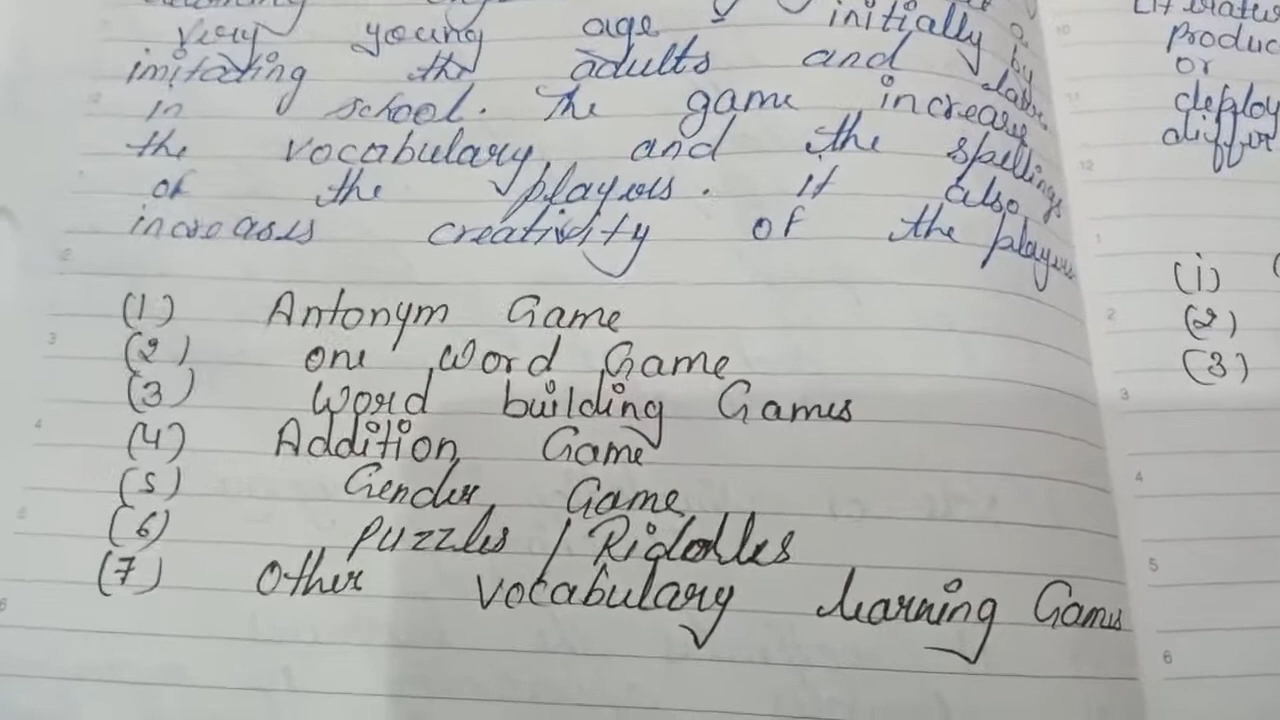 very young age initially by
imitating the adults and later
in school. The game increases
the vocabulary, and the spellings
of the players. It also
increases creativity of the players
(1) Antonym Game
(2) one word Game
(3) Word building Games
(4) Addition Game
(5) Gender Game
(6) Puzzles / Riddles
(7) Other vocabulary learning Games
Produc
or
deploy
differ
(i)
(2)
(3)